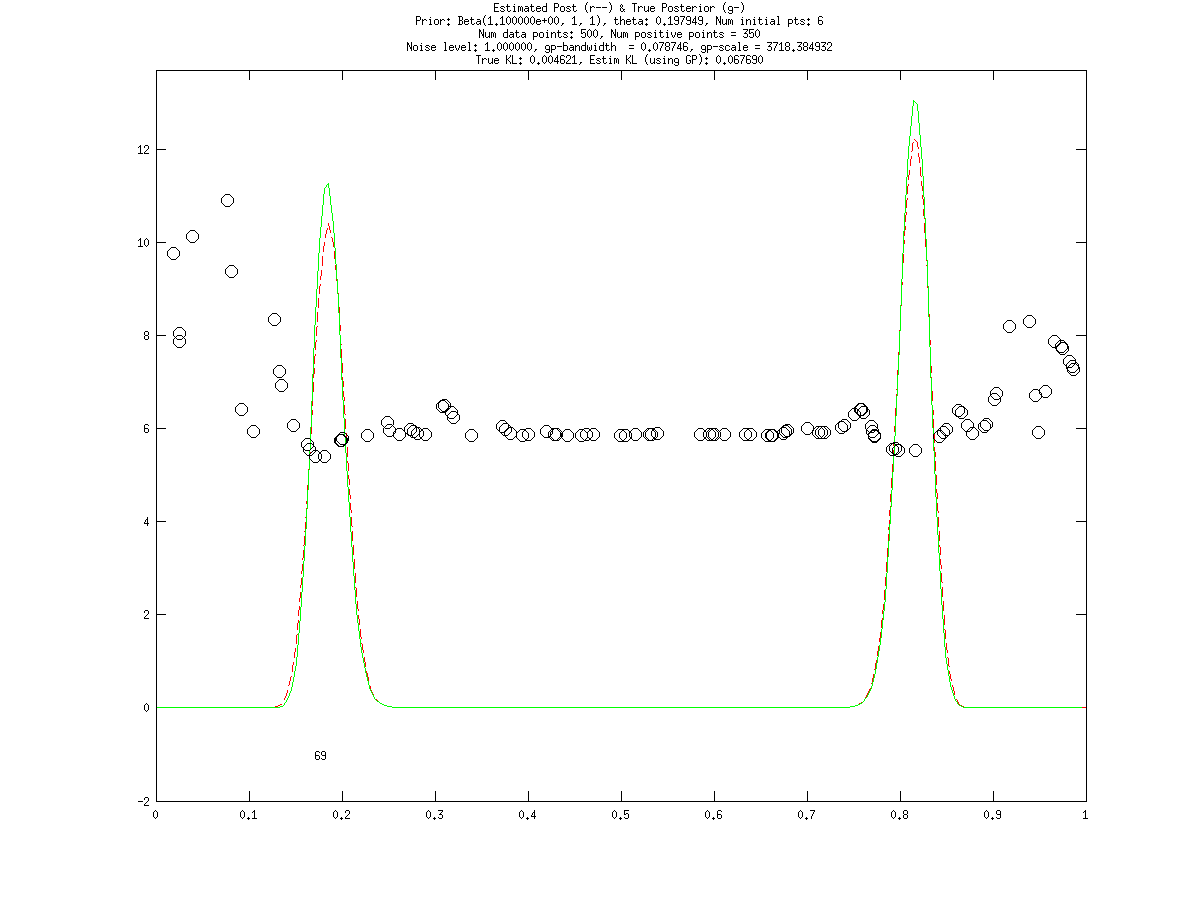 Estimated Post (r--) & True Posterior (g-)
Prior: Beta(1.100000e+00, 1, 1), theta: 0.197949, Num initial pts: 6
Num data points: 500, Num positive points = 350
Noise level: 1.000000, gp-bandwidth  = 0.078746, gp-scale = 3718.384932
True KL: 0.004621, Estim KL (using GP): 0.067690
12
10
8
6
4
2
0
69
-2
0 0.1 0.2 0.3 0.4 0.5 0.6 0.7 0.8 0.9 1